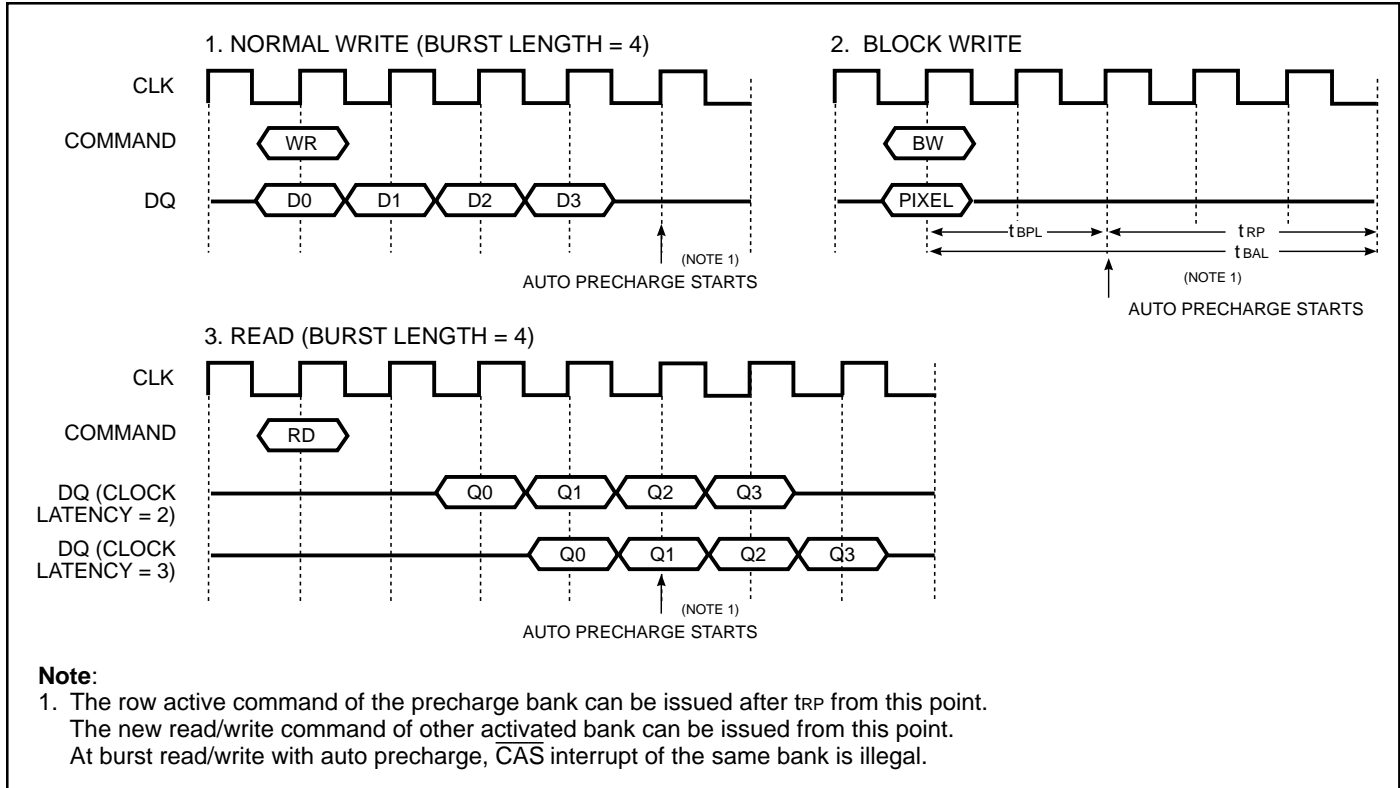 1. NORMAL WRITE (BURST LENGTH = 4)
CLK
COMMAND
WR
DQ
D0 D1 D2 D3
(NOTE 1)
AUTO PRECHARGE STARTS
2. BLOCK WRITE
BW
PIXEL
tBPL
tRP
tBAL
(NOTE 1)
AUTO PRECHARGE STARTS
3. READ (BURST LENGTH = 4)
CLK
COMMAND
RD
DQ (CLOCK
LATENCY = 2)
Q0 Q1 Q2 Q3
DQ (CLOCK
LATENCY = 3)
Q0 Q1 Q2 Q3
(NOTE 1)
AUTO PRECHARGE STARTS
Note:
1. The row active command of the precharge bank can be issued after tRP from this point.
The new read/write command of other activated bank can be issued from this point.
At burst read/write with auto precharge, C̅A̅S̅ interrupt of the same bank is illegal.